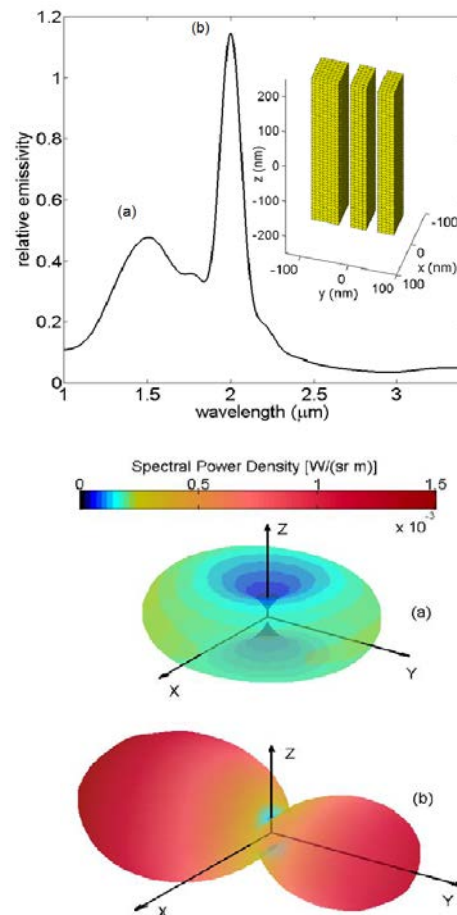 (b)
1.2
1
0.8
0.6
0.4
0.2
0
relative emissivity
(a)
1
1.5
2
2.5
3
wavelength (μm)
200
100
0
-100
-200
z (nm)
-100
0
100
y (nm)
-100
0
100
x (nm)
Spectral Power Density [W/(sr m)]
0
0.5
1
1.5
x 10⁻³
Z
(a)
X
Y
Z
(b)
X
Y